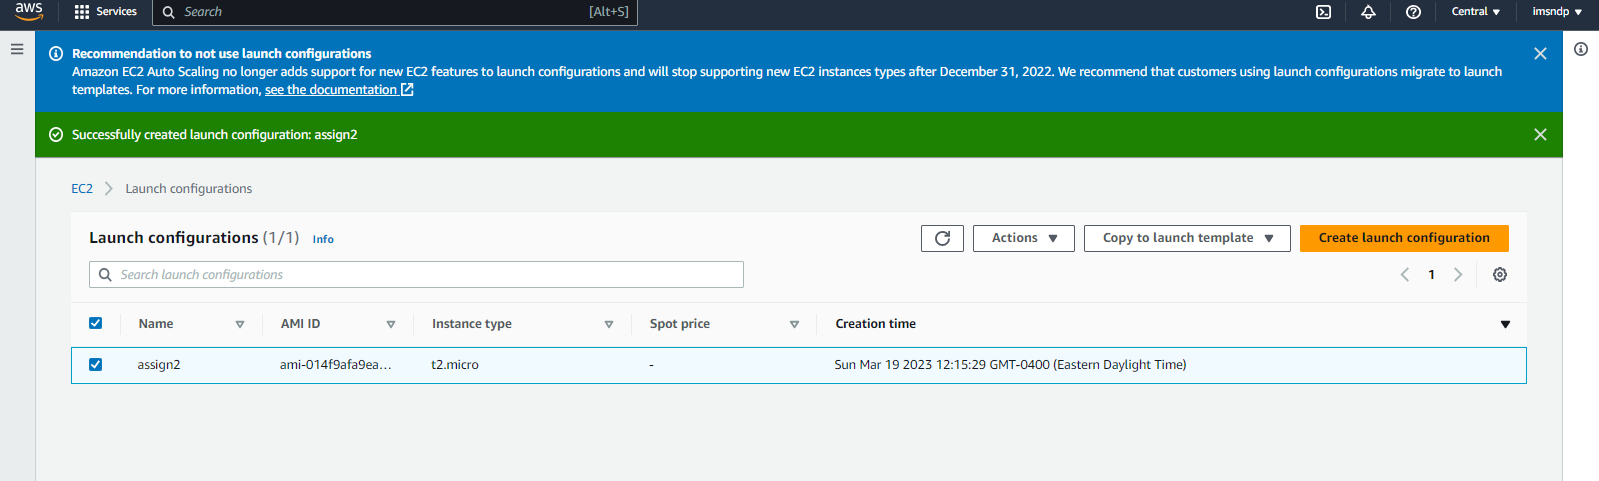 aws Services Search [Alt+S] Central imsndp
Recommendation to not use launch configurations
Amazon EC2 Auto Scaling no longer adds support for new EC2 features to launch configurations and will stop supporting new EC2 instances types after December 31, 2022. We recommend that customers using launch configurations migrate to launch
templates. For more information, see the documentation
Successfully created launch configuration: assign2
EC2 Launch configurations
Launch configurations (1/1) Info Actions Copy to launch template Create launch configuration
Search launch configurations 1
Name AMI ID Instance type Spot price Creation time
assign2 ami-014f9afa9ea... t2.micro - Sun Mar 19 2023 12:15:29 GMT-0400 (Eastern Daylight Time)